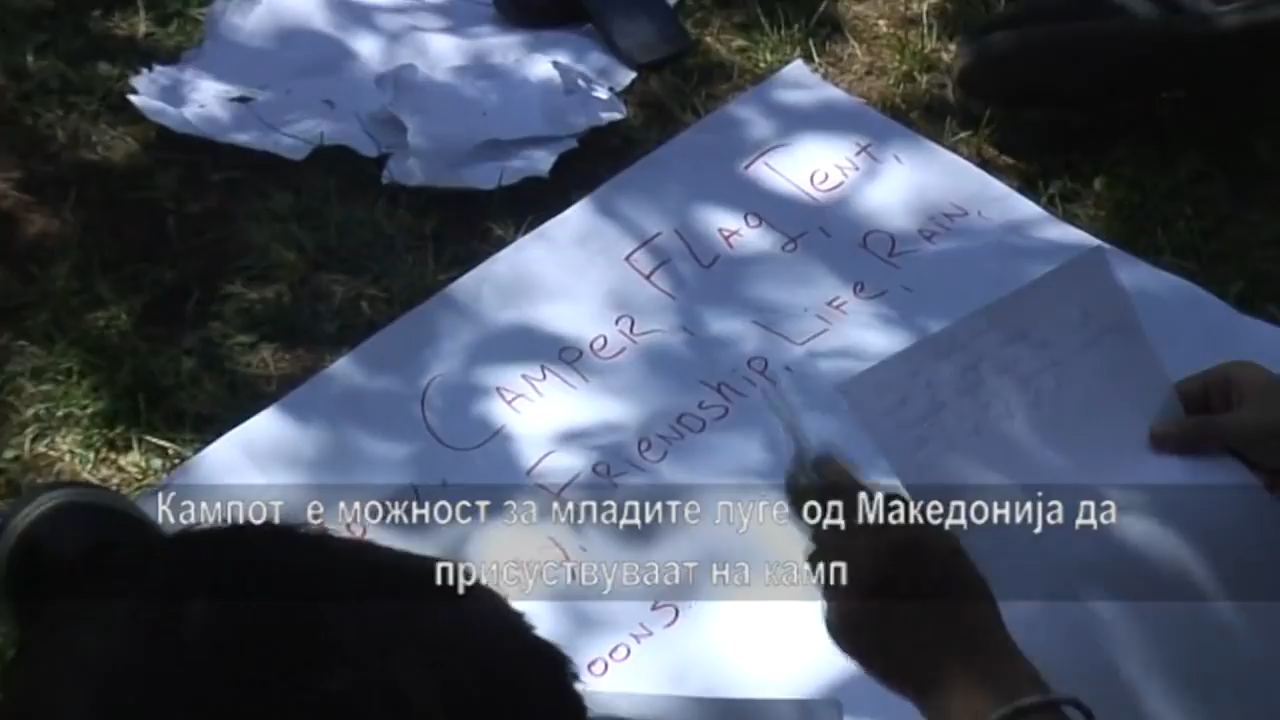 Camper, Flag, Tent,
Friendship, Life, Rain,
Кампот е можност за младите луѓе од Македонија да
присуствуваат на камп